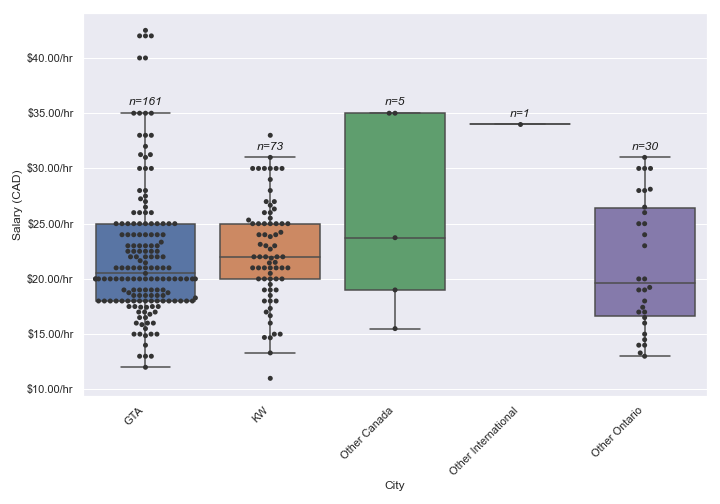 Salary (CAD)
$40.00/hr
$35.00/hr
$30.00/hr
$25.00/hr
$20.00/hr
$15.00/hr
$10.00/hr
n=161
n=73
n=5
n=1
n=30
GTA
KW
Other Canada
Other International
Other Ontario
City